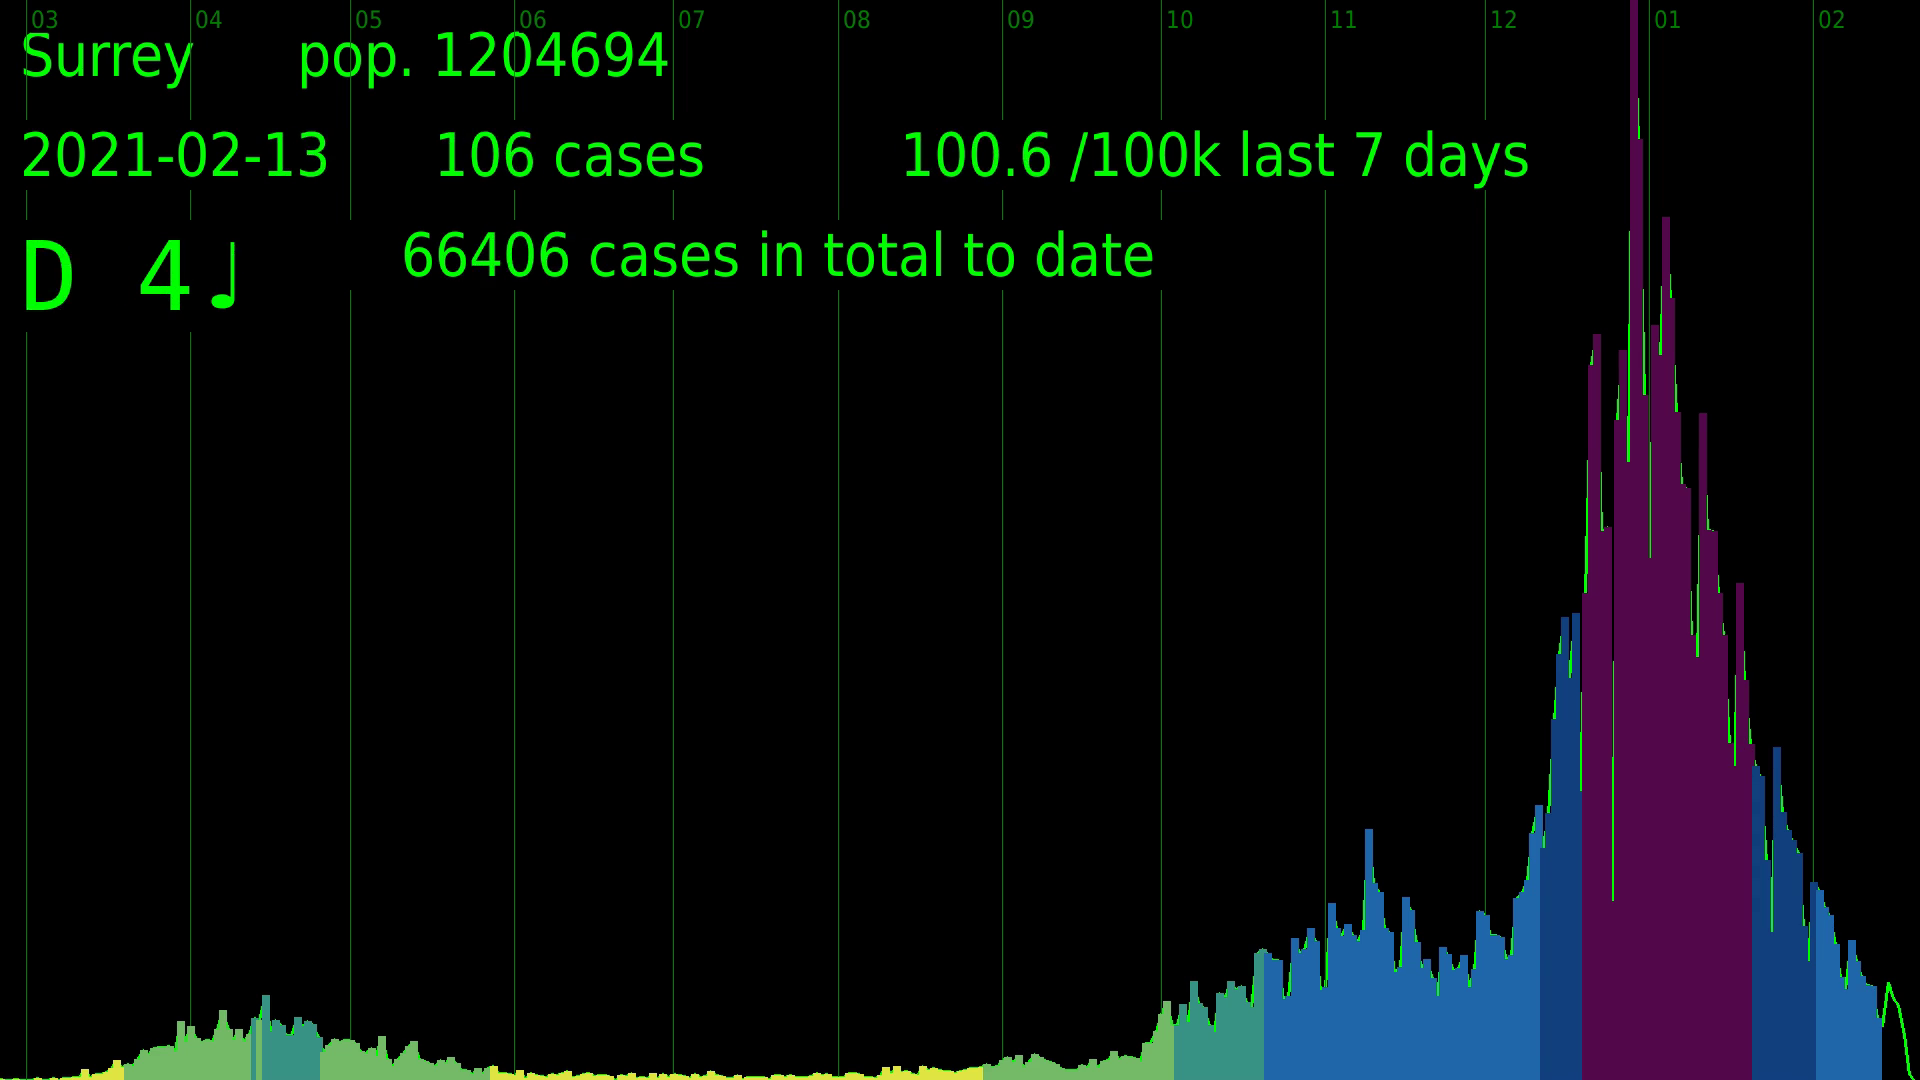 03 04 05 06 07 08 09 10 11 12 01 02
Surrey pop. 1204694
2021-02-13 106 cases 100.6 /100k last 7 days
D 4♩ 66406 cases in total to date